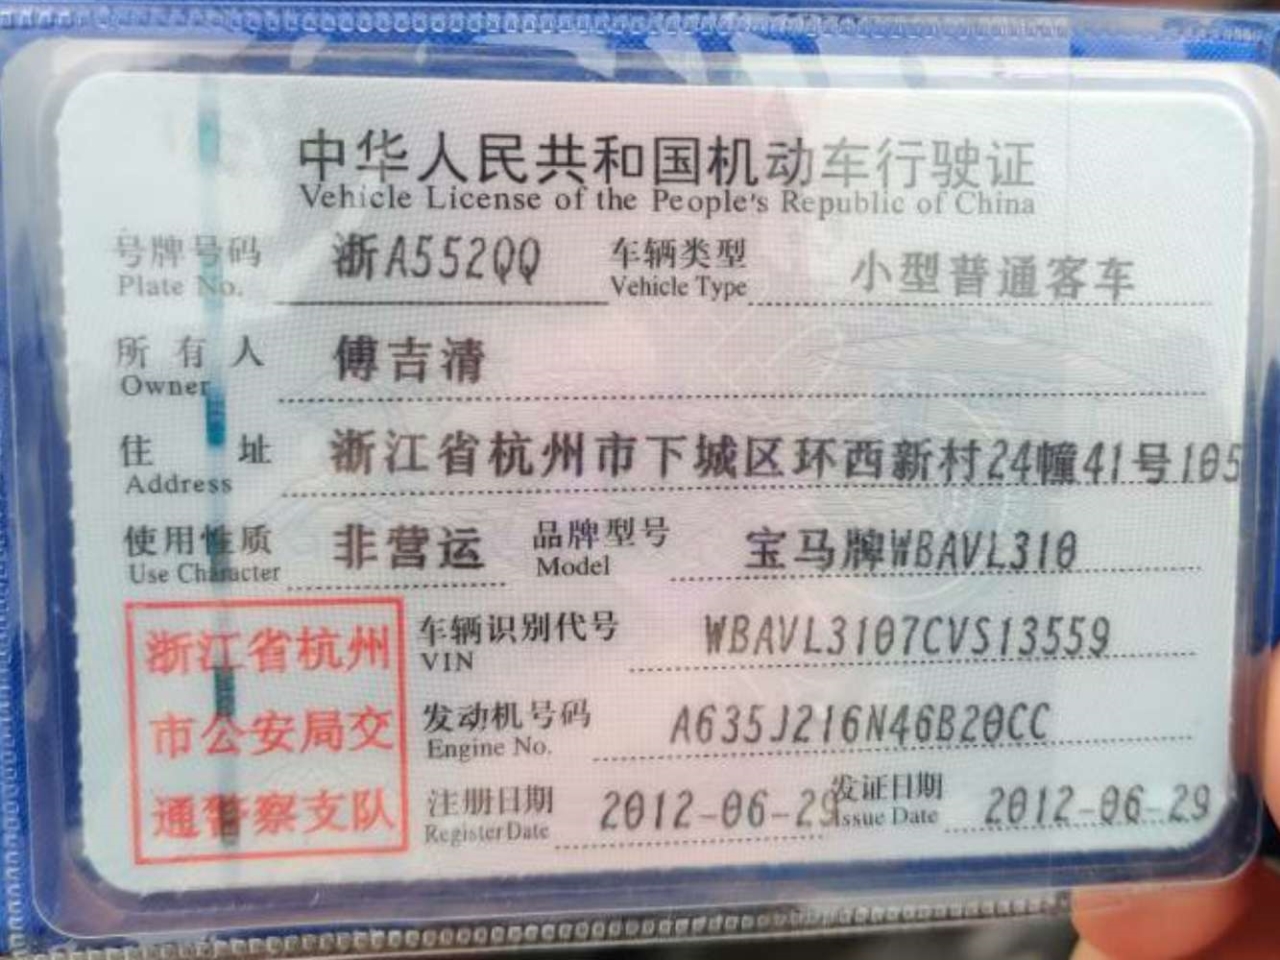 中华人民共和国机动车行驶证
Vehicle License of the People's Republic of China
号牌号码 浙A552QQ 车辆类型 小型普通客车
Plate No. Vehicle Type
所有人 傅吉清
Owner
住址 浙江省杭州市下城区环西新村24幢41号105
Address
使用性质 非营运 品牌型号 宝马牌WBAVL310
Use Character Model
浙江省杭州
市公安局交
通警察支队
车辆识别代号 WBAVL3107CVS13559
VIN
发动机号码 A635J216N46B20CC
Engine No.
注册日期 2012-06-29 发证日期 2012-06-29
Register Date Issue Date